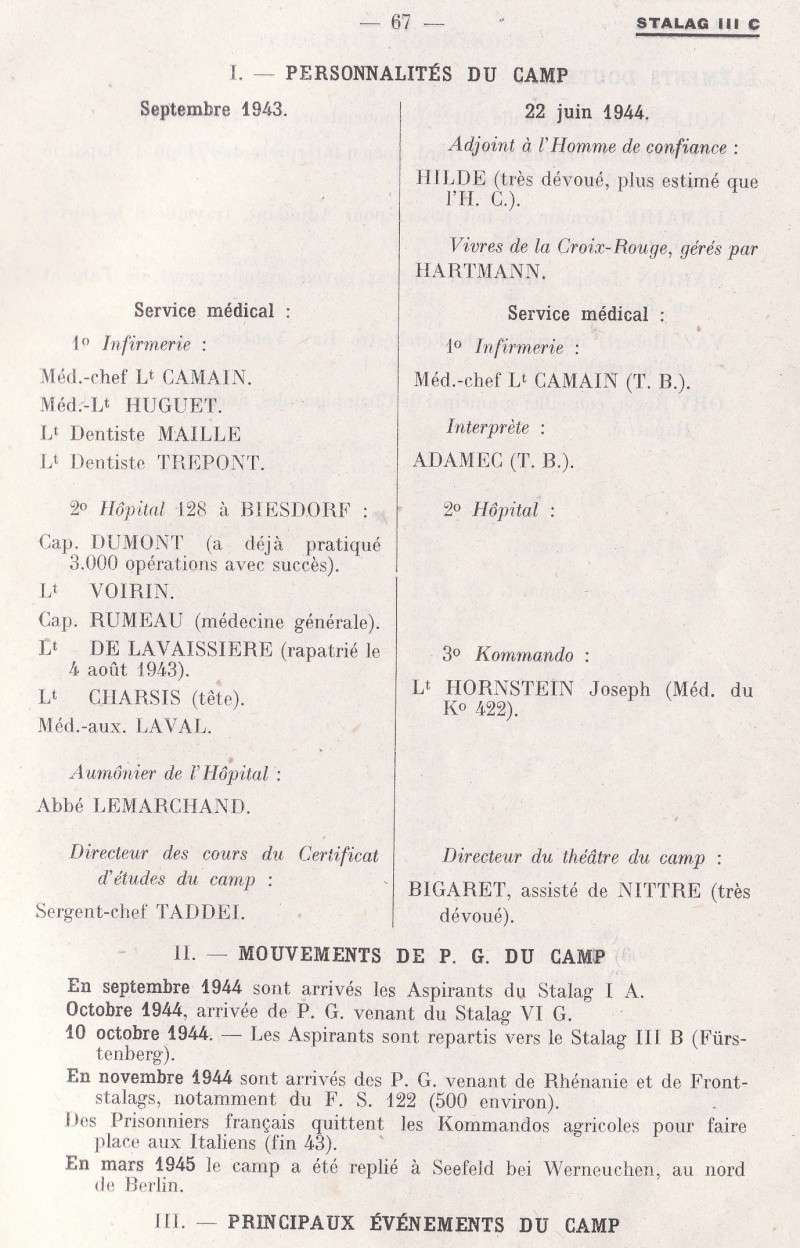 — 67 —
STALAG III C
I. — PERSONNALITÉS DU CAMP
Septembre 1943.
Service médical :
1º Infirmerie :
Méd.-chef Lt CAMAIN.
Méd.-Lt HUGUET.
Lt Dentiste MAILLE
Lt Dentiste TREPONT.
2º Hôpital 128 à BIESDORF :
Cap. DUMONT (a déjà pratiqué
3.000 opérations avec succès).
Lt VOIRIN.
Cap. RUMEAU (médecine générale).
Lt DE LAVAISSIERE (rapatrié le
4 août 1943).
Lt CHARSIS (tête).
Méd.-aux. LAVAL.
Aumônier de l'Hôpital :
Abbé LEMARCHAND.
Directeur des cours du Certificat
d'études du camp :
Sergent-chef TADDEI.
22 juin 1944.
Adjoint à l'Homme de confiance :
HILDE (très dévoué, plus estimé que
l'H. C.).
Vivres de la Croix-Rouge, gérés par
HARTMANN.
Service médical :
1º Infirmerie :
Méd.-chef Lt CAMAIN (T. B.).
Interprète :
ADAMEC (T. B.).
2º Hôpital :
3º Kommando :
Lt HORNSTEIN Joseph (Méd. du
Kº 422).
Directeur du théâtre du camp :
BIGARET, assisté de NITTRE (très
dévoué).
II. — MOUVEMENTS DE P. G. DU CAMP
En septembre 1944 sont arrivés les Aspirants du Stalag I A.
Octobre 1944, arrivée de P. G. venant du Stalag VI G.
10 octobre 1944. — Les Aspirants sont repartis vers le Stalag III B (Fürs-
tenberg).
En novembre 1944 sont arrivés des P. G. venant de Rhénanie et de Front-
stalags, notamment du F. S. 122 (500 environ).
Des Prisonniers français quittent les Kommandos agricoles pour faire
place aux Italiens (fin 43).
En mars 1945 le camp a été replié à Seefeld bei Werneuchen, au nord
de Berlin.
III. — PRINCIPAUX ÉVÉNEMENTS DU CAMP